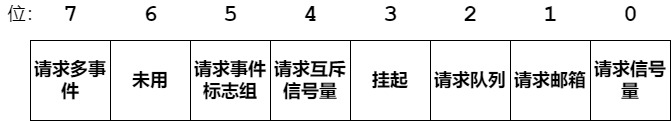 位: 7 6 5 4 3 2 1 0
请求多事 未用 请求事件 请求互斥 挂起 请求队列 请求邮箱 请求信号
件 标志组 信号量 量